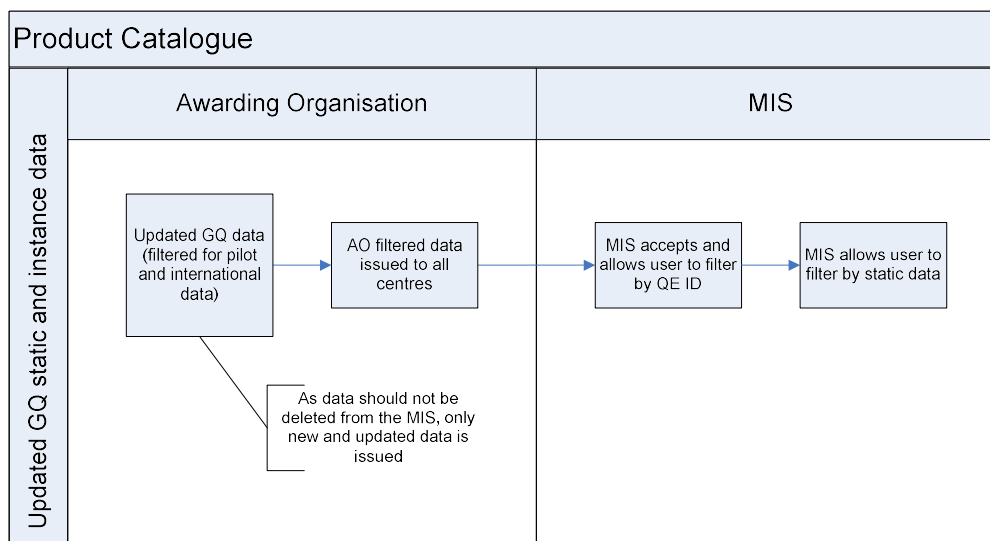 Product Catalogue
Updated GQ static and instance data
Awarding Organisation
MIS
Updated GQ data
(filtered for pilot
and international
data)
AO filtered data
issued to all
centres
MIS accepts and
allows user to filter
by QE ID
MIS allows user to
filter by static data
As data should not be
deleted from the MIS, only
new and updated data is
issued